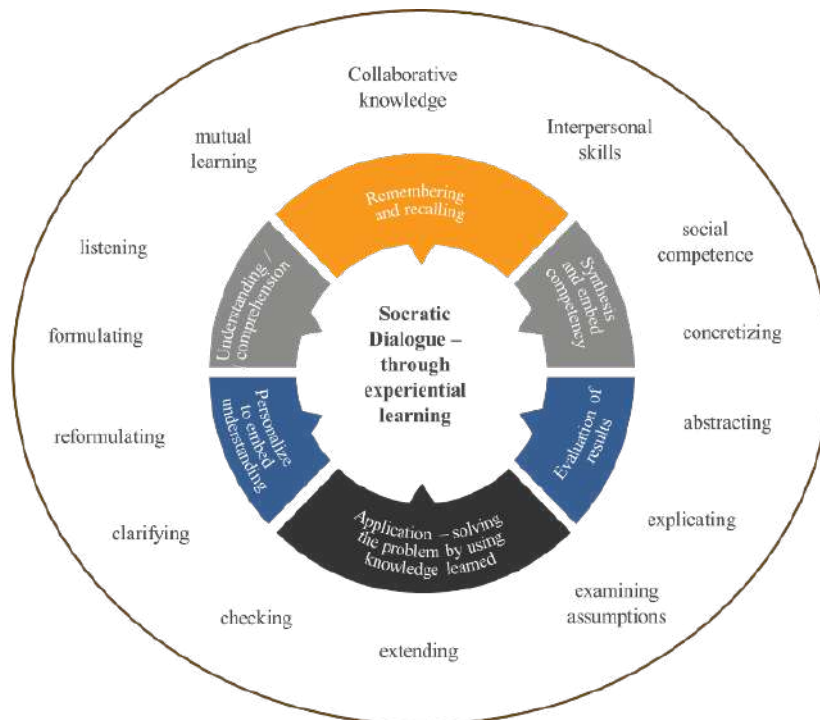 Collaborative
knowledge
Interpersonal
skills
social
competence
concretizing
abstracting
explicating
examining
assumptions
extending
checking
clarifying
reformulating
formulating
listening
mutual
learning
Remembering
and recalling
Synthesis
and embed
competency
Evaluation of
results
Application – solving
the problem by using
knowledge learned
Personalize
to embed
understanding
Understanding /
comprehension
Socratic
Dialogue –
through
experiential
learning